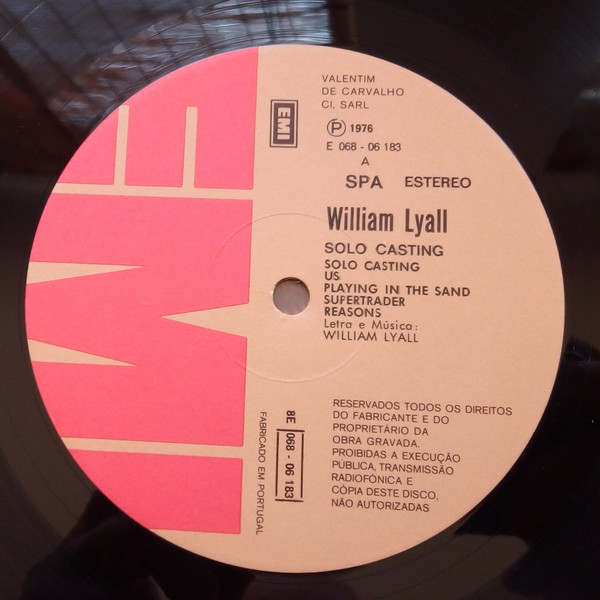 EMI
VALENTIM
DE CARVALHO
CI, SARL
EMI
Ⓟ 1976
E 068 - 06 183
A
SPA ESTEREO
William Lyall
SOLO CASTING
SOLO CASTING
US
PLAYING IN THE SAND
SUPERTRADER
REASONS
Letra e Música:
WILLIAM LYALL
RESERVADOS TODOS OS DIREITOS
DO FABRICANTE E DO
PROPRIETÁRIO DA
OBRA GRAVADA.
PROIBIDAS A EXECUÇÃO
PÚBLICA, TRANSMISSÃO
RADIOFÓNICA E
CÓPIA DESTE DISCO,
NÃO AUTORIZADAS
8E 068 - 06 183
FABRICADO EM PORTUGAL